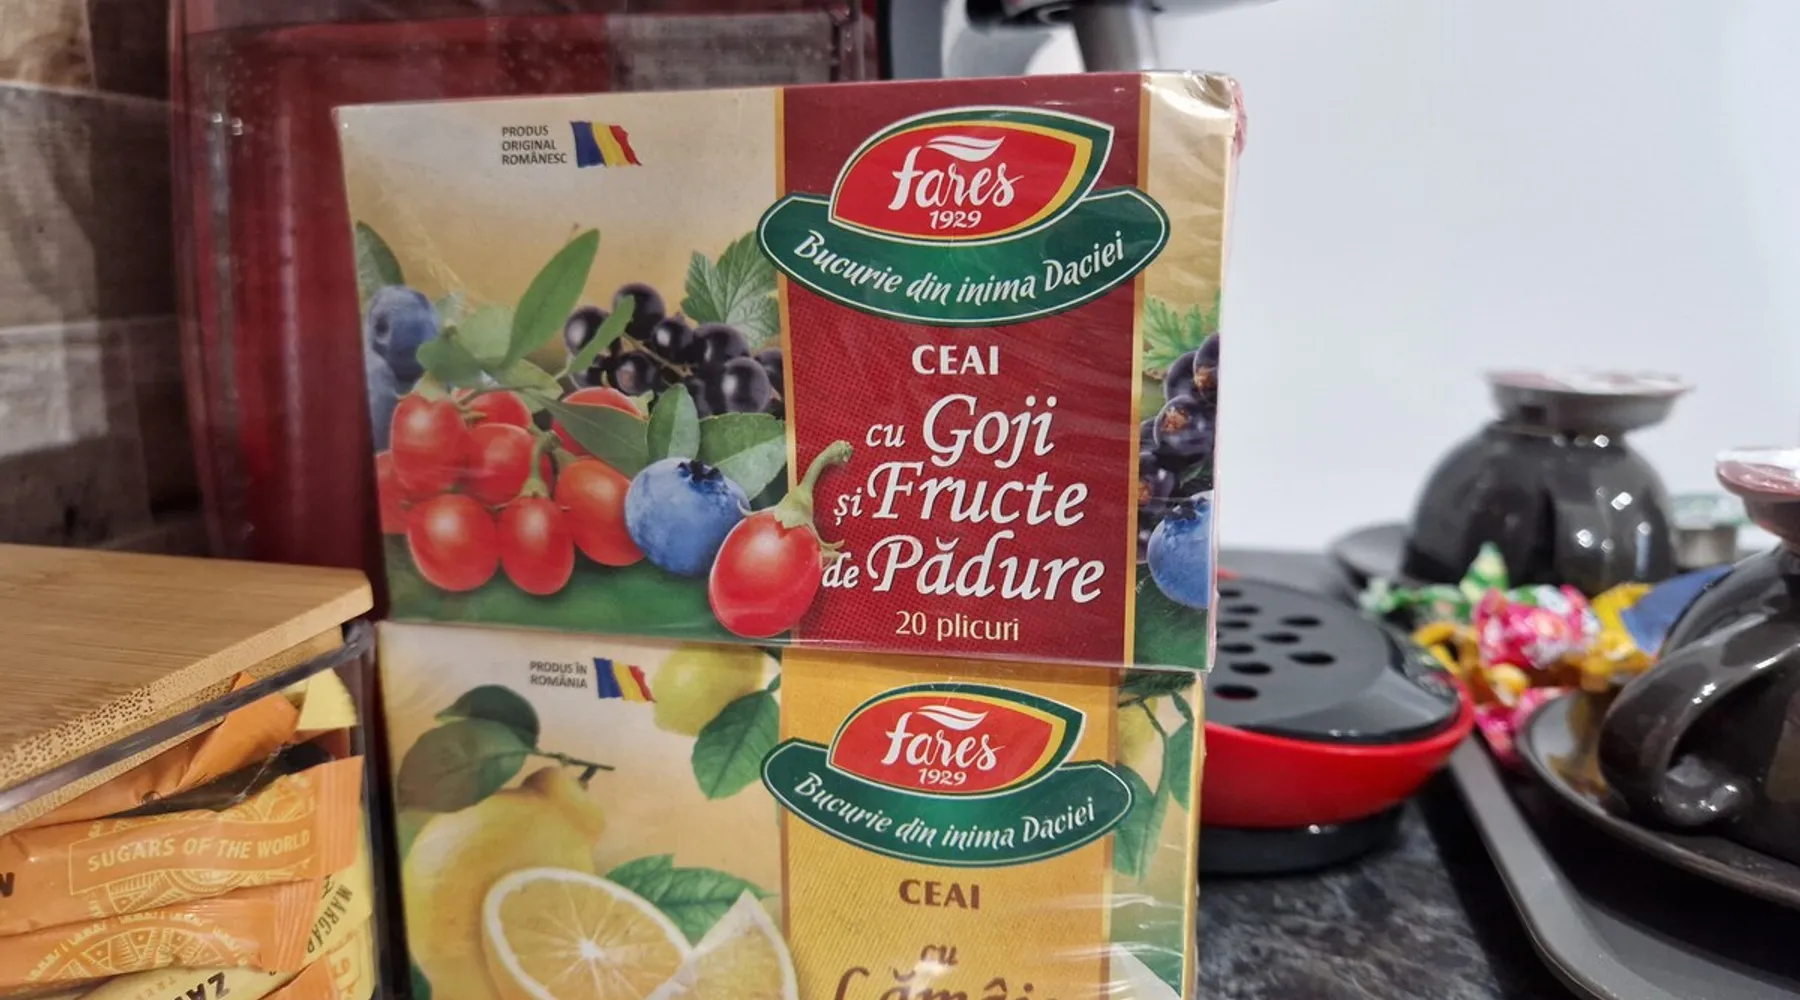 PRODUS
ORIGINAL
ROMÂNESC
fares
1929
Bucurie din inima Daciei
CEAI
cu Goji
și Fructe
de Pădure
20 plicuri
PRODUS ÎN
ROMÂNIA
fares
1929
Bucurie din inima Daciei
CEAI
cu
SUGARS OF THE WORLD